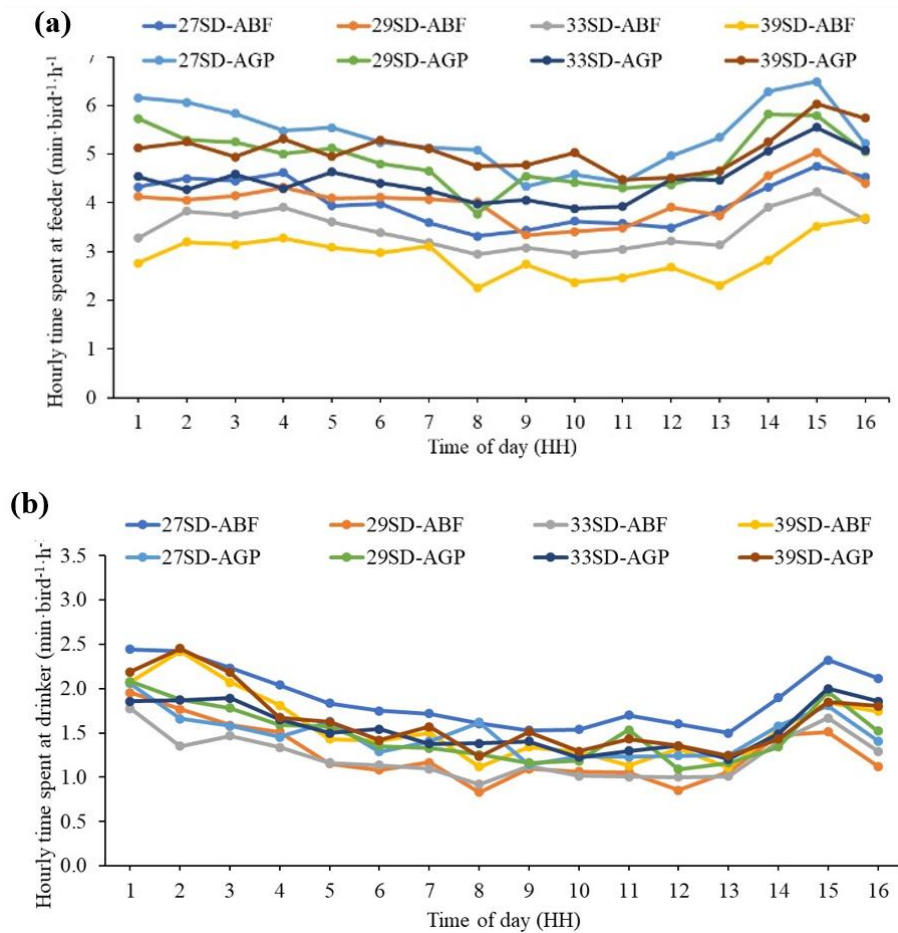 (a)
27SD-ABF 29SD-ABF 33SD-ABF 39SD-ABF
27SD-AGP 29SD-AGP 33SD-AGP 39SD-AGP
Hourly time spent at feeder (min·bird⁻¹·h⁻¹
7
6
5
4
3
2
1
0
1 2 3 4 5 6 7 8 9 10 11 12 13 14 15 16
Time of day (HH)
(b)
27SD-ABF 29SD-ABF 33SD-ABF 39SD-ABF
27SD-AGP 29SD-AGP 33SD-AGP 39SD-AGP
Hourly time spent at drinker (min·bird⁻¹·h⁻
3.5
3.0
2.5
2.0
1.5
1.0
0.5
0.0
1 2 3 4 5 6 7 8 9 10 11 12 13 14 15 16
Time of day (HH)